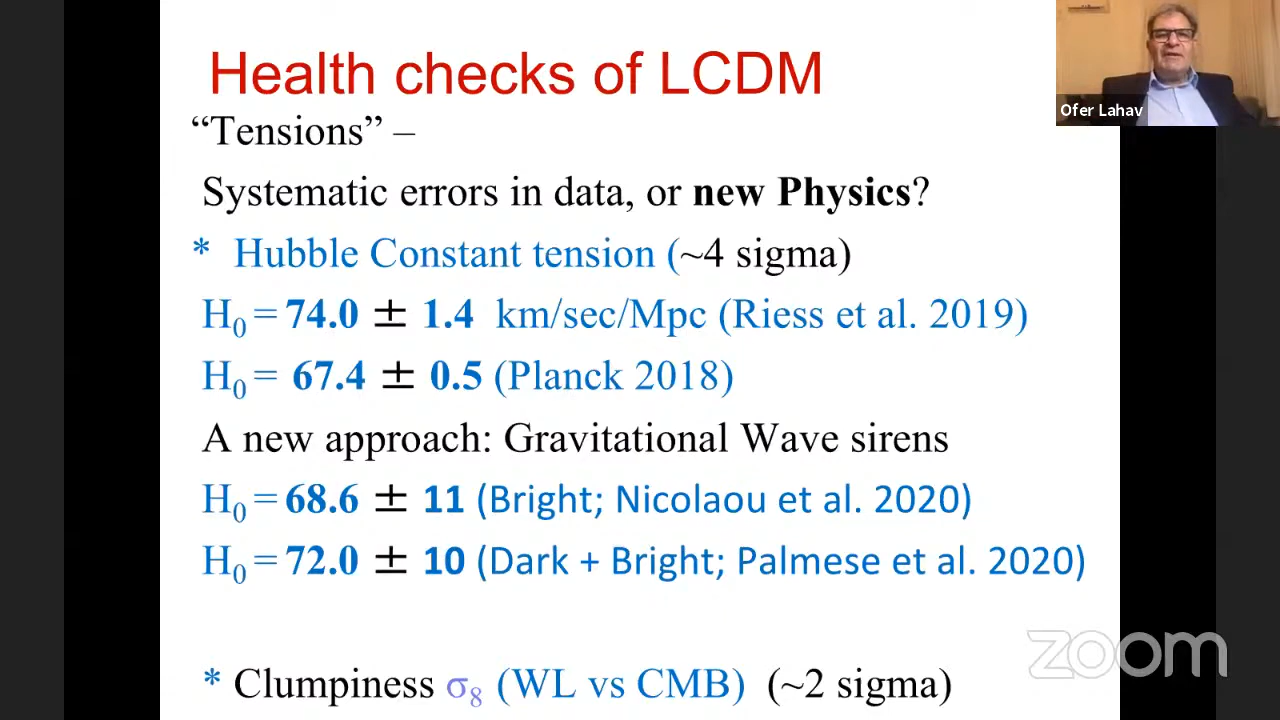 Health checks of LCDM
“Tensions” –
Systematic errors in data, or new Physics?
* Hubble Constant tension (~4 sigma)
H₀ = 74.0 ± 1.4 km/sec/Mpc (Riess et al. 2019)
H₀ = 67.4 ± 0.5 (Planck 2018)
A new approach: Gravitational Wave sirens
H₀ = 68.6 ± 11 (Bright; Nicolaou et al. 2020)
H₀ = 72.0 ± 10 (Dark + Bright; Palmese et al. 2020)
* Clumpiness σ₈ (WL vs CMB) (~2 sigma)
Ofer Lahav
zoom